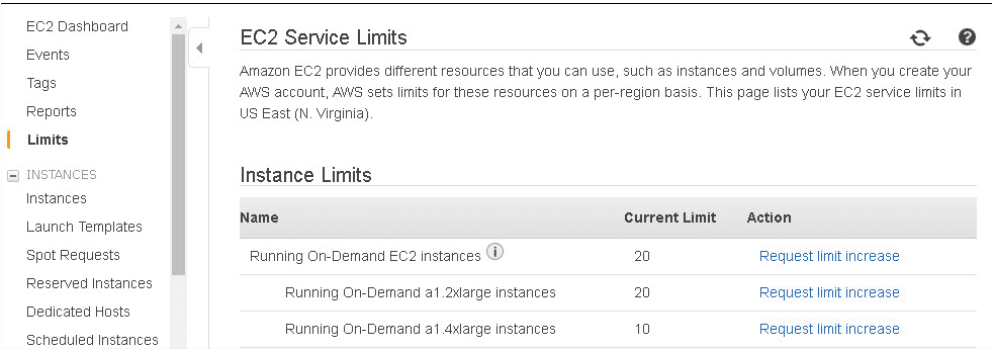 EC2 Dashboard
Events
Tags
Reports
Limits
INSTANCES
Instances
Launch Templates
Spot Requests
Reserved Instances
Dedicated Hosts
Scheduled Instances
EC2 Service Limits
Amazon EC2 provides different resources that you can use, such as instances and volumes. When you create your
AWS account, AWS sets limits for these resources on a per-region basis. This page lists your EC2 service limits in
US East (N. Virginia).
Instance Limits
Name Current Limit Action
Running On-Demand EC2 instances 20 Request limit increase
Running On-Demand a1.2xlarge instances 20 Request limit increase
Running On-Demand a1.4xlarge instances 10 Request limit increase